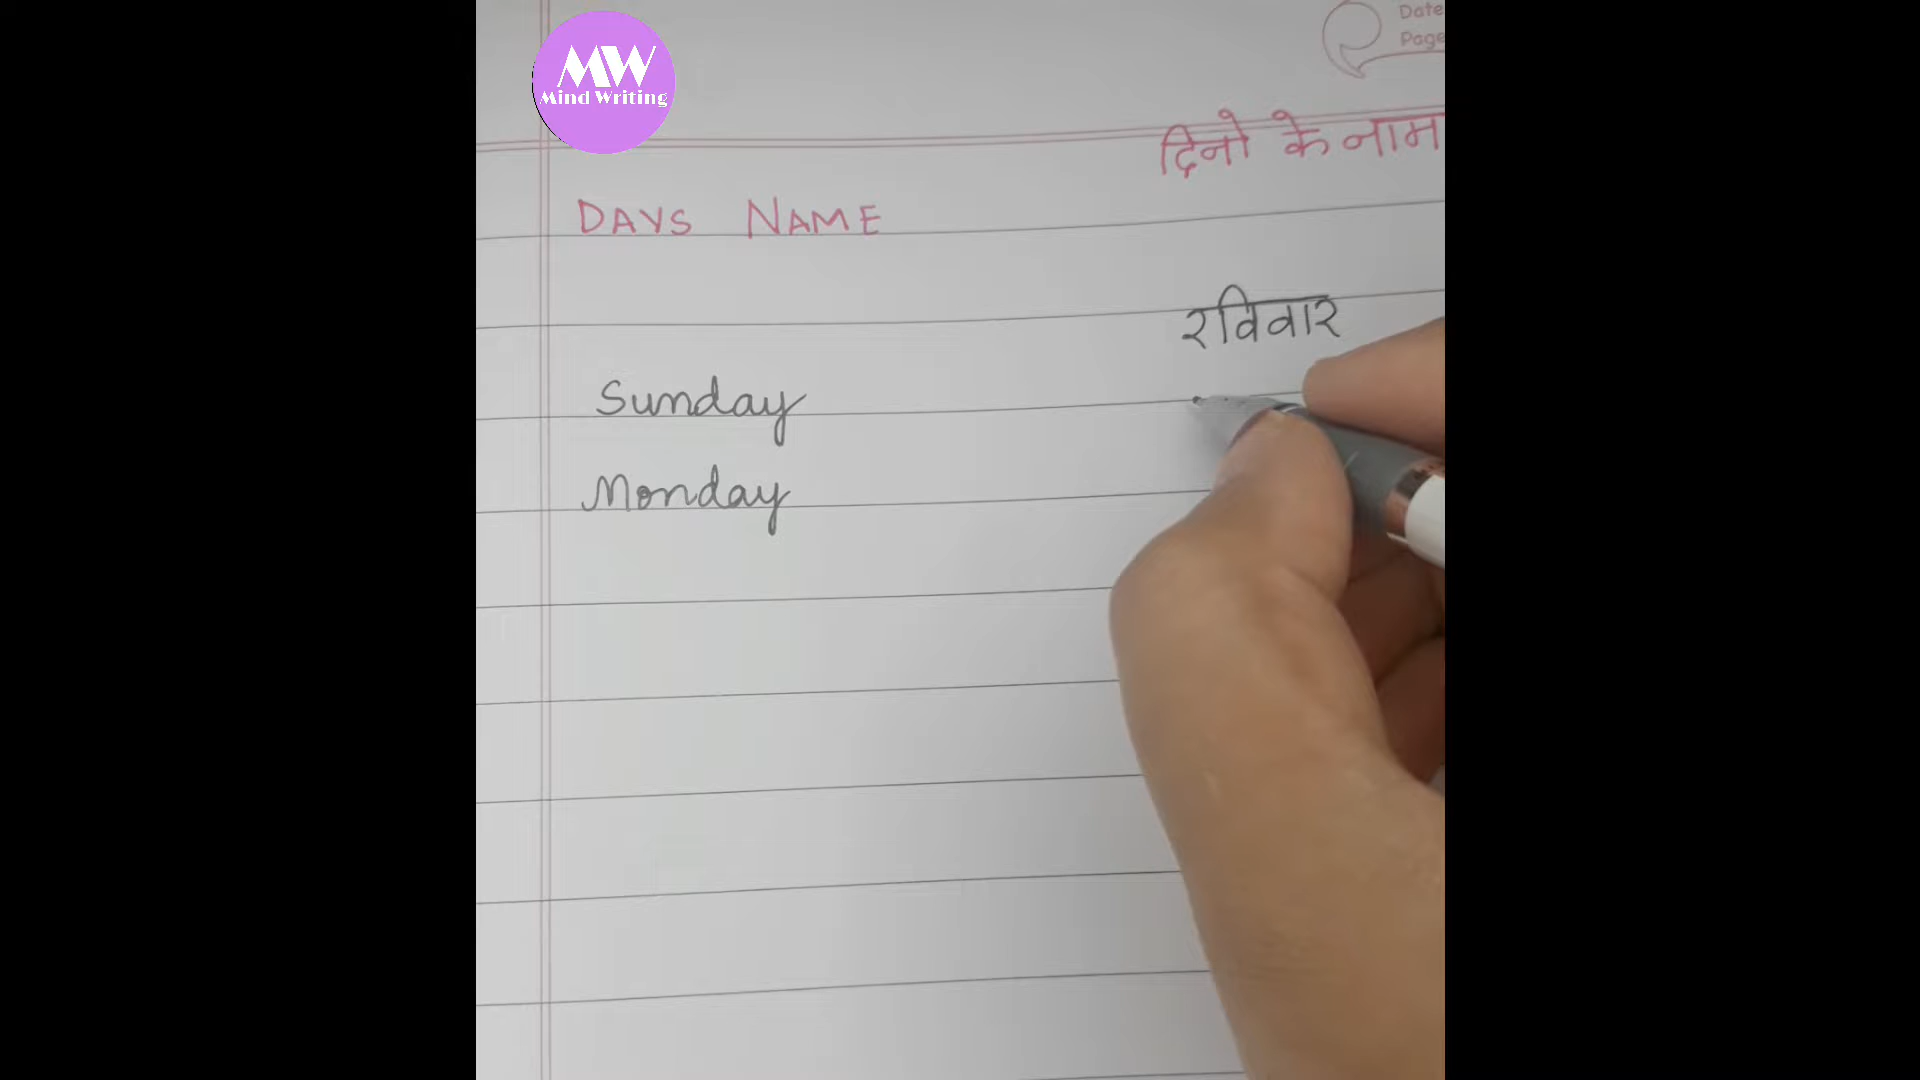 MW
Mind Writing
Date
Page
दिनो के नाम
DAYS NAME
रविवार
Sunday
Monday